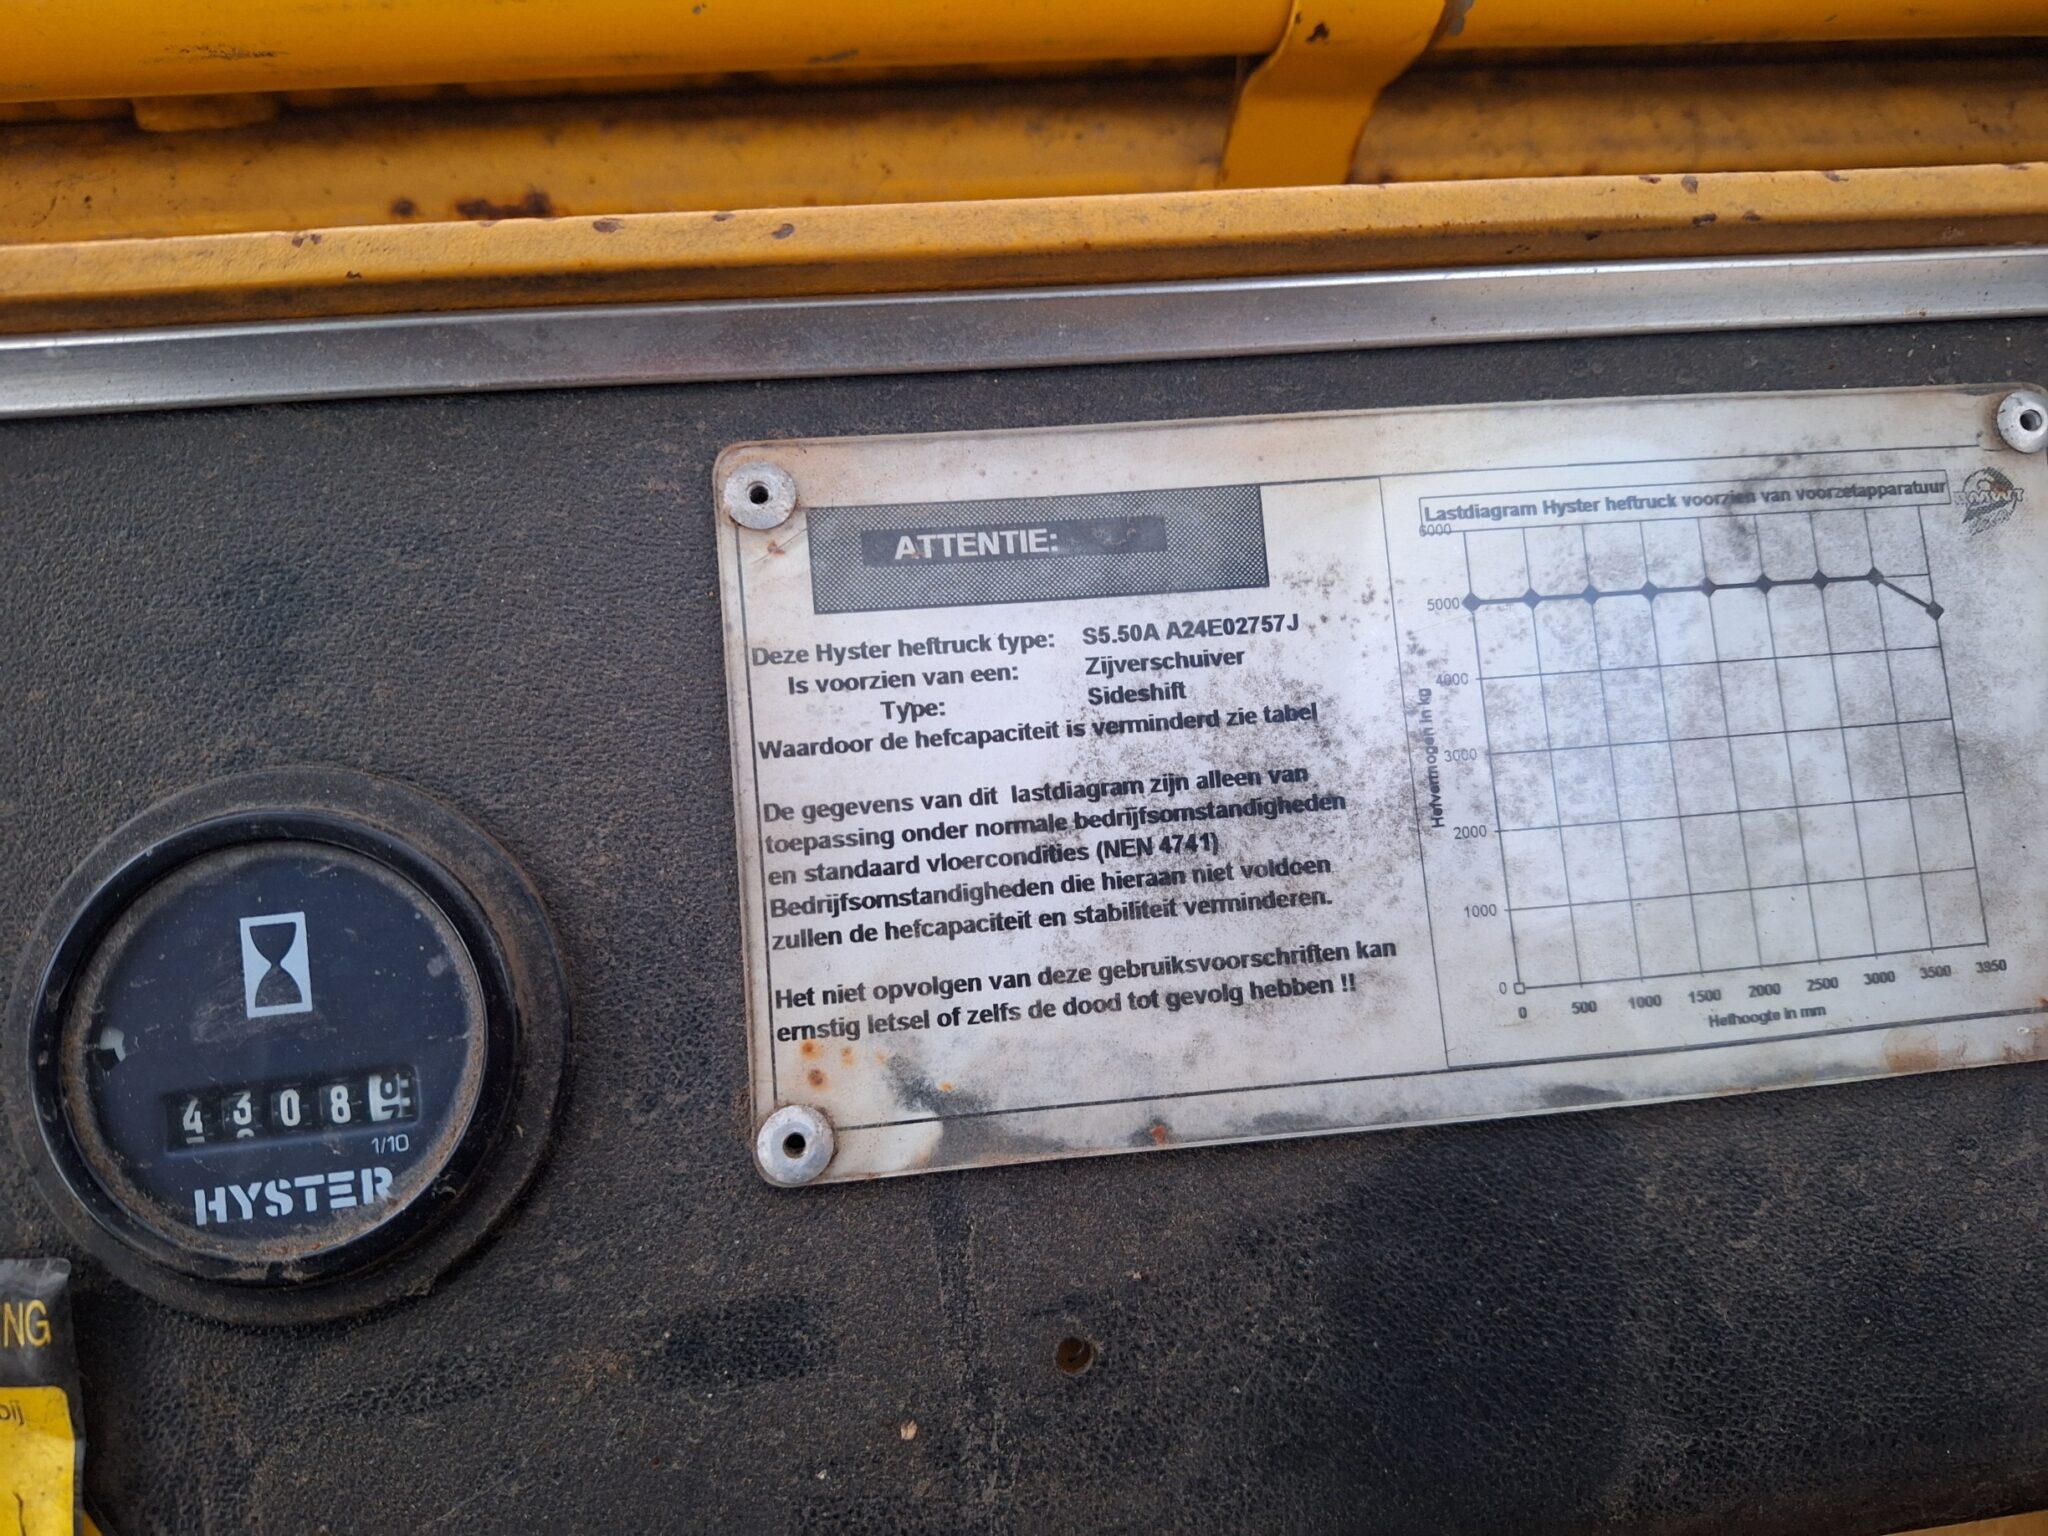 ATTENTIE:
Deze Hyster heftruck type: S5.50A A24E02757J
Is voorzien van een: Zijverschuiver
Type: Sideshift
Waardoor de hefcapaciteit is verminderd zie tabel
De gegevens van dit lastdiagram zijn alleen van
toepassing onder normale bedrijfsomstandigheden
en standaard vloercondities (NEN 4741)
Bedrijfsomstandigheden die hieraan niet voldoen
zullen de hefcapaciteit en stabiliteit verminderen.
Het niet opvolgen van deze gebruiksvoorschriften kan
ernstig letsel of zelfs de dood tot gevolg hebben !!
Lastdiagram Hyster heftruck voorzien van voorzetapparatuur
6000
5000
4000
3000
2000
1000
0
Hefvermogen in kg
0 500 1000 1500 2000 2500 3000 3500 3950
Hefhoogte in mm
BMWT
4308
1/10
HYSTER
NG
bij